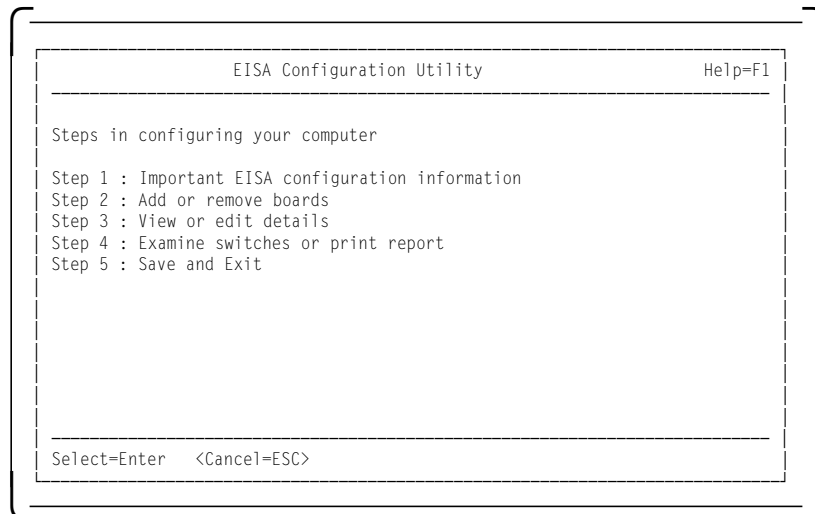 EISA Configuration Utility Help=F1
Steps in configuring your computer
Step 1 : Important EISA configuration information
Step 2 : Add or remove boards
Step 3 : View or edit details
Step 4 : Examine switches or print report
Step 5 : Save and Exit
Select=Enter <Cancel=ESC>